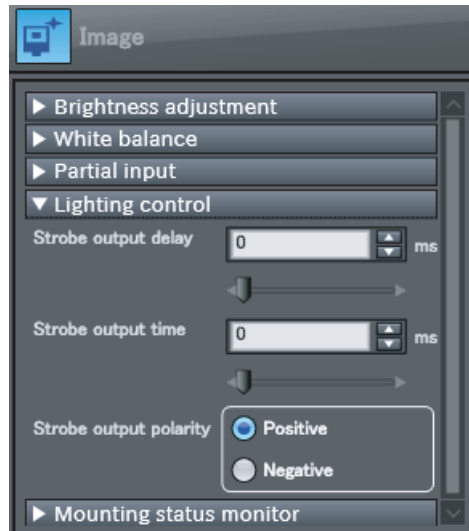 Image
Brightness adjustment
White balance
Partial input
Lighting control
Strobe output delay 0 ms
Strobe output time 0 ms
Strobe output polarity Positive
Negative
Mounting status monitor